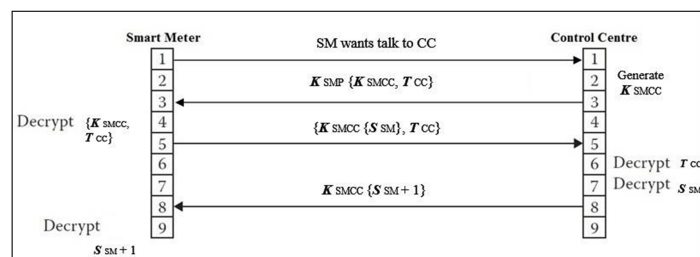 Smart Meter
Control Centre
SM wants talk to CC
1
1
K SMP {K SMCC, T CC}
2
2
Generate
K SMCC
3
3
Decrypt {K SMCC,
T CC}
4
4
{K SMCC {S SM}, T CC}
5
5
6
6
Decrypt T CC
7
7
Decrypt S SM
K SMCC {S SM + 1}
8
8
Decrypt
9
9
S SM + 1